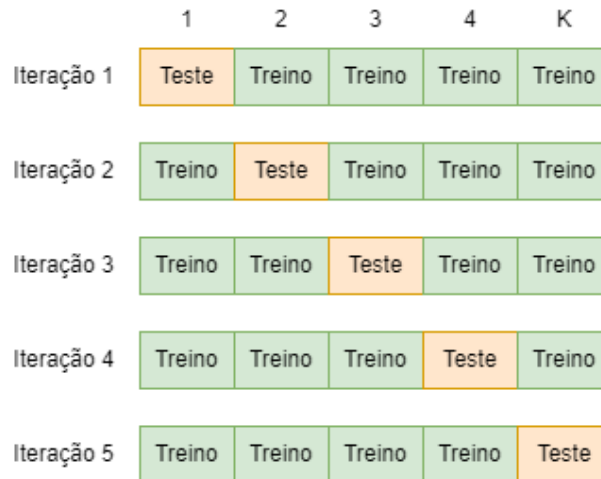 1 2 3 4 K
Iteração 1 Teste Treino Treino Treino Treino
Iteração 2 Treino Teste Treino Treino Treino
Iteração 3 Treino Treino Teste Treino Treino
Iteração 4 Treino Treino Treino Teste Treino
Iteração 5 Treino Treino Treino Treino Teste